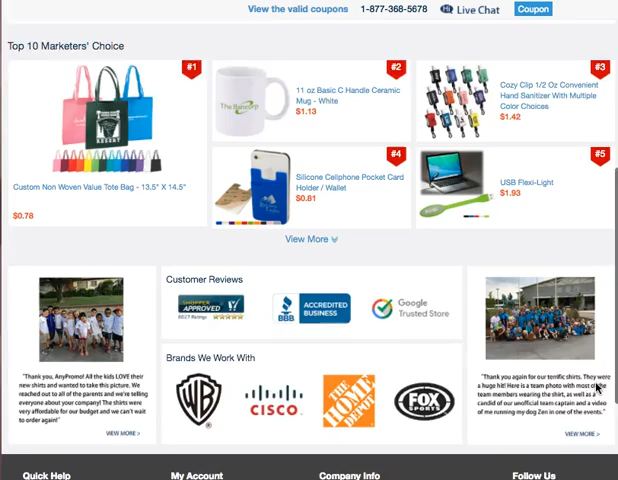 View the valid coupons 1-877-368-5678 Live Chat Coupon
Top 10 Marketers' Choice
#1
Custom Non Woven Value Tote Bag - 13.5" X 14.5"
$0.78
#2
11 oz Basic C Handle Ceramic
Mug - White
$1.13
#3
Cozy Clip 1/2 Oz Convenient
Hand Sanitizer With Multiple
Color Choices
$1.42
#4
Silicone Cellphone Pocket Card
Holder / Wallet
$0.81
#5
USB Flexi-Light
$1.93
View More
"Thank you, AnyPromo! All the kids LOVE their
new shirts and wanted to take this picture. We
reached out to all of the parents and we're telling
everyone about your company! The shirts were
very affordable for our budget and we can't wait
to order again!"
VIEW MORE >
Customer Reviews
SHOPPER
APPROVED
ACCREDITED
BUSINESS
BBB
Google
Trusted Store
Brands We Work With
WB
CISCO
THE
HOME
DEPOT
FOX
SPORTS
"Thank you again for our terrific shirts. They were
a huge hit! Here is a team photo with most of the
team members wearing the shirt, as well as a
candid of our unofficial team captain and a video
of me running my dog Zen in one of the events."
VIEW MORE >
Quick Help My Account Company Info Follow Us